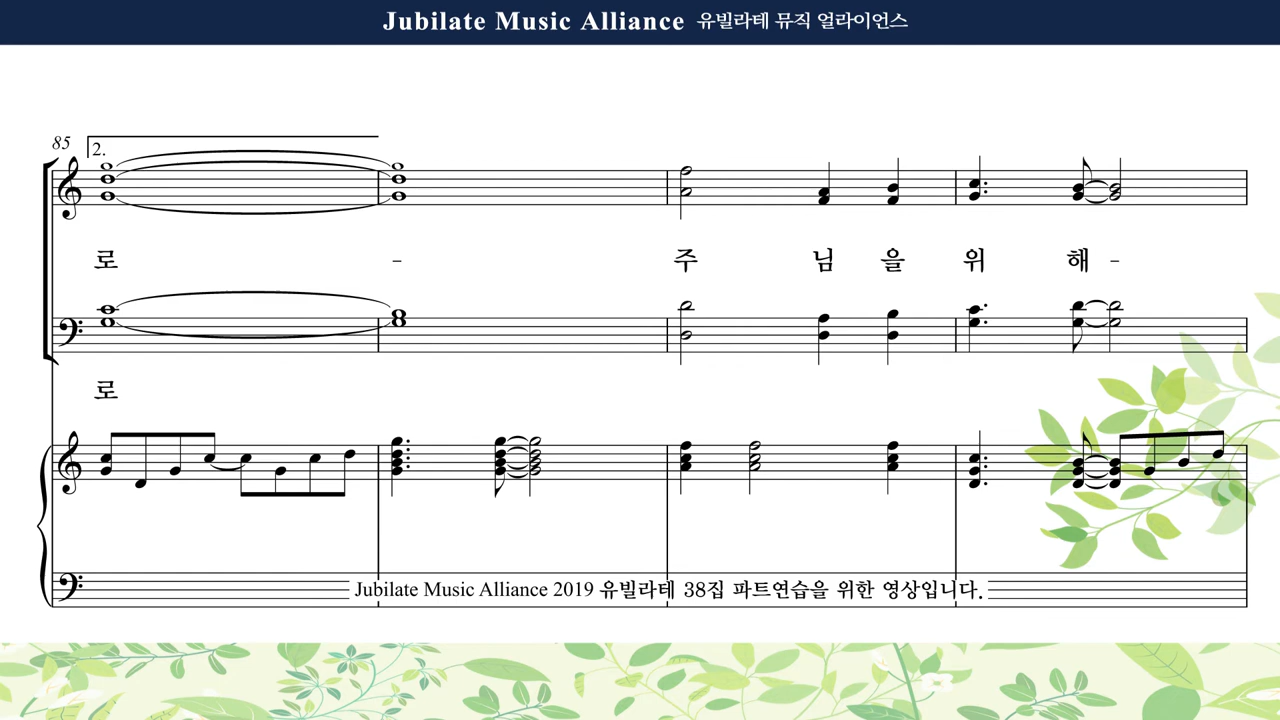 Jubilate Music Alliance 유빌라테 뮤직 얼라이언스
85
2.
로 - 주 님 을 위 해 -
로
Jubilate Music Alliance 2019 유빌라테 38집 파트연습을 위한 영상입니다.